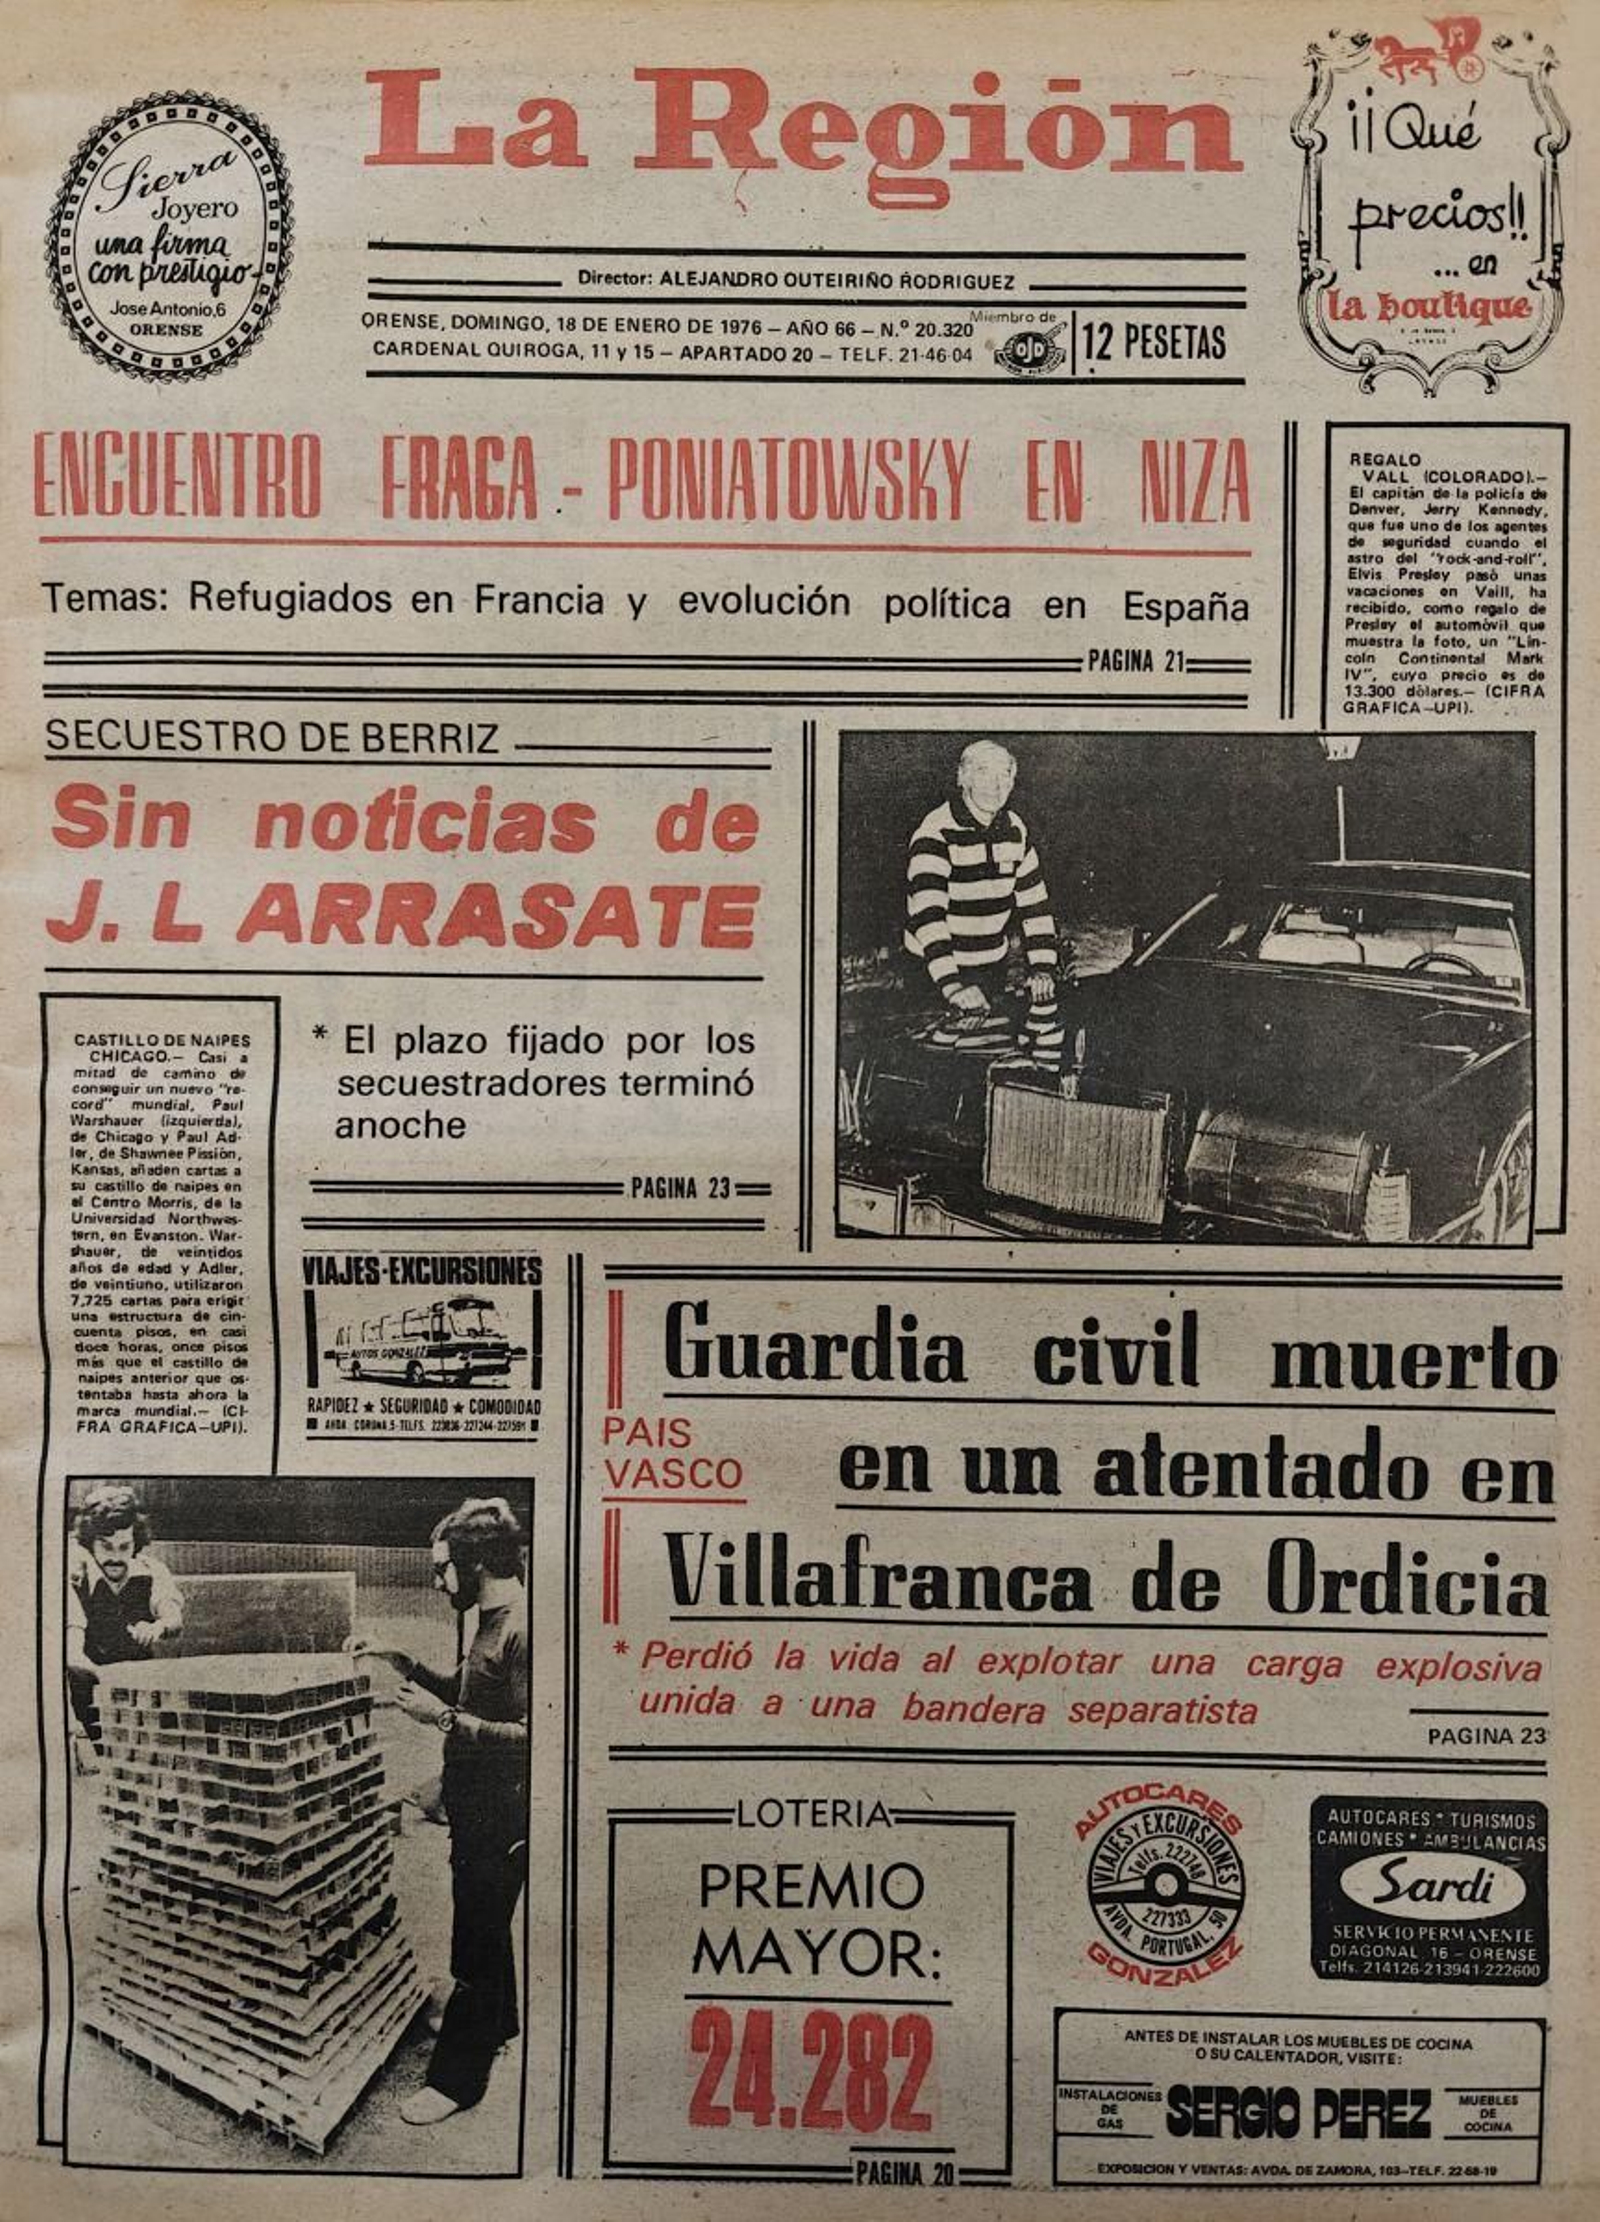 La Región
Sierra
Joyero
una firma
con prestigio
Jose Antonio,6
ORENSE
¡¡Qué
precios!!
... en
la boutique
Director: ALEJANDRO OUTEIRIÑO RODRIGUEZ
ORENSE, DOMINGO, 18 DE ENERO DE 1976 — AÑO 66 — N.º 20.320
CARDENAL QUIROGA, 11 y 15 — APARTADO 20 — TELF. 21-46-04
Miembro de
OJD
12 PESETAS
ENCUENTRO FRAGA - PONIATOWSKY EN NIZA
Temas: Refugiados en Francia y evolución política en España
PAGINA 21
REGALO
VALL (COLORADO).—
El capitán de la policía de
Denver, Jerry Kennedy,
que fue uno de los agentes
de seguridad cuando el
astro del "rock-and-roll",
Elvis Presley pasó unas
vacaciones en Vaill, ha
recibido, como regalo de
Presley el automóvil que
muestra la foto, un "Lin-
coln Continental Mark
IV", cuyo precio es de
13.300 dólares.— (CIFRA
GRAFICA—UPI).
SECUESTRO DE BERRIZ
Sin noticias de
J. L ARRASATE
* El plazo fijado por los
secuestradores terminó
anoche
PAGINA 23
CASTILLO DE NAIPES
CHICAGO.— Casi a
mitad de camino de
conseguir un nuevo "re-
cord" mundial, Paul
Warshauer (izquierda),
de Chicago y Paul Ad-
ler, de Shawnee Pissión,
Kansas, añaden cartas a
su castillo de naipes en
el Centro Morris, de la
Universidad Northwes-
tern, en Evanston. War-
shauer, de veintidos
años de edad y Adler,
de veintiuno, utilizaron
7,725 cartas para erigir
una estructura de cin-
cuenta pisos, en casi
doce horas, once pisos
más que el castillo de
naipes anterior que os-
tentaba hasta ahora la
marca mundial.— (CI-
FRA GRAFICA—UPI).
VIAJES-EXCURSIONES
AUTOS GONZALEZ
RAPIDEZ ★ SEGURIDAD ★ COMODIDAD
AVDA. CORUÑA 5-TELFS. 223836-227244-227591
PAIS
VASCO
Guardia civil muerto
en un atentado en
Villafranca de Ordicia
* Perdió la vida al explotar una carga explosiva
unida a una bandera separatista
PAGINA 23
LOTERIA
PREMIO
MAYOR:
24.282
PAGINA 20
AUTOCARES
VIAJES Y EXCURSIONES
Telfs. 222748
227333
AVDA. PORTUGAL, 50
GONZALEZ
AUTOCARES * TURISMOS
CAMIONES * AMBULANCIAS
Sardi
SERVICIO PERMANENTE
DIAGONAL 16 — ORENSE
Telfs. 214126-213941-222600
ANTES DE INSTALAR LOS MUEBLES DE COCINA
O SU CALENTADOR, VISITE:
INSTALACIONES
DE
GAS
SERGIO PEREZ
MUEBLES
DE
COCINA
EXPOSICION Y VENTAS: AVDA. DE ZAMORA, 103—TELF. 22-68-19